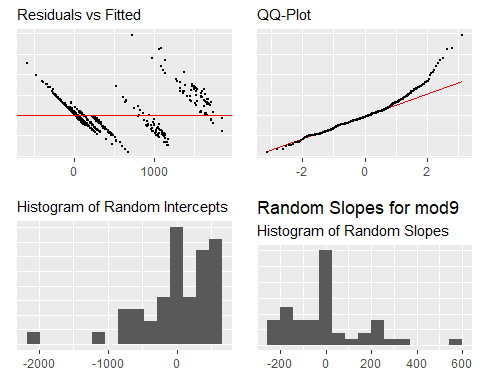 Residuals vs Fitted
0 1000
QQ-Plot
-2 0 2
Histogram of Random Intercepts
-2000 -1000 0
Random Slopes for mod9
Histogram of Random Slopes
-200 0 200 400 600